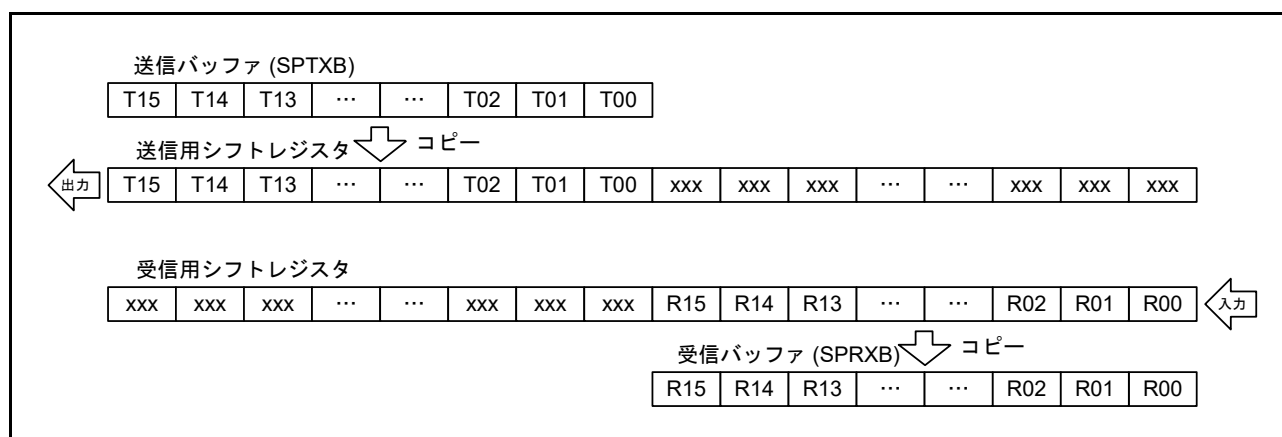 送信バッファ (SPTXB)
T15 T14 T13 … … T02 T01 T00
コピー
送信用シフトレジスタ
出力 T15 T14 T13 … … T02 T01 T00 xxx xxx xxx … … xxx xxx xxx
受信用シフトレジスタ
xxx xxx xxx … … xxx xxx xxx R15 R14 R13 … … R02 R01 R00 入力
コピー
受信バッファ (SPRXB)
R15 R14 R13 … … R02 R01 R00